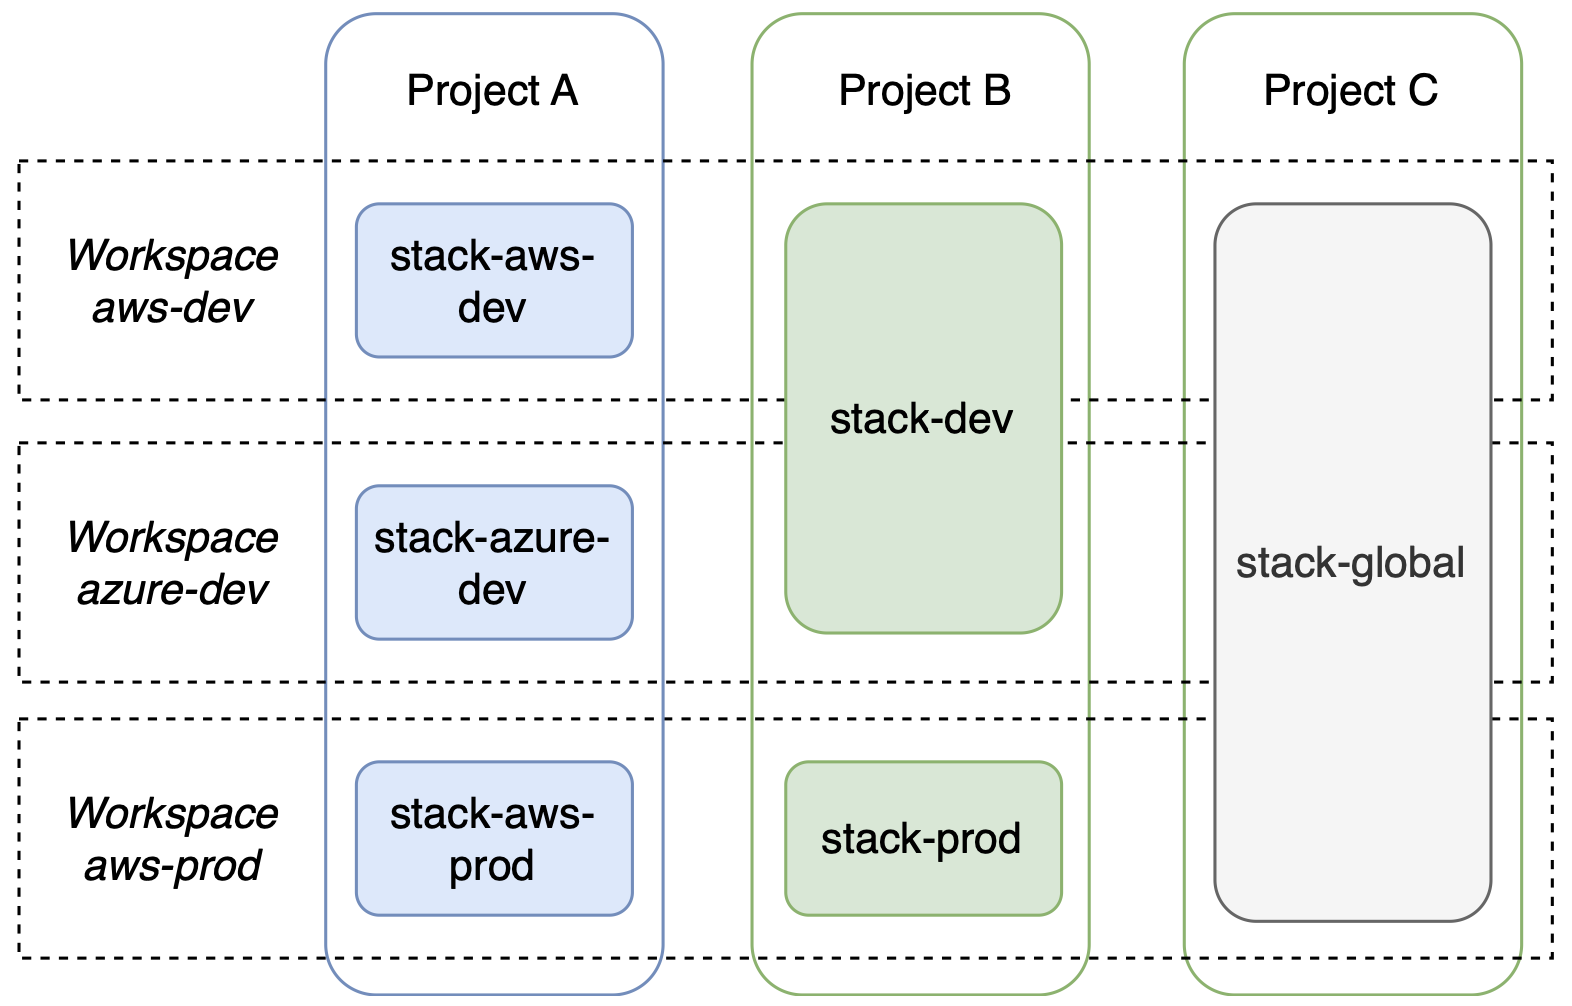 Project A
Project B
Project C
Workspace
aws-dev
stack-aws-
dev
stack-dev
Workspace
azure-dev
stack-azure-
dev
stack-global
Workspace
aws-prod
stack-aws-
prod
stack-prod